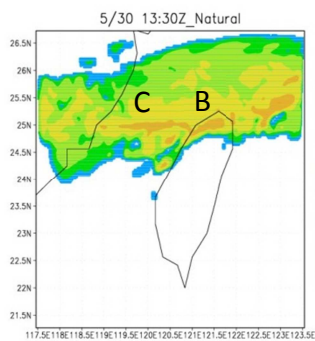 5/30 13:30Z_Natural
26.5N
26N
C B
25.5N
25N
24.5N
24N
23.5N
23N
22.5N
22N
21.5N
117.5E118E118.5E119E119.5E120E120.5E121E121.5E122E122.5E123E123.5E